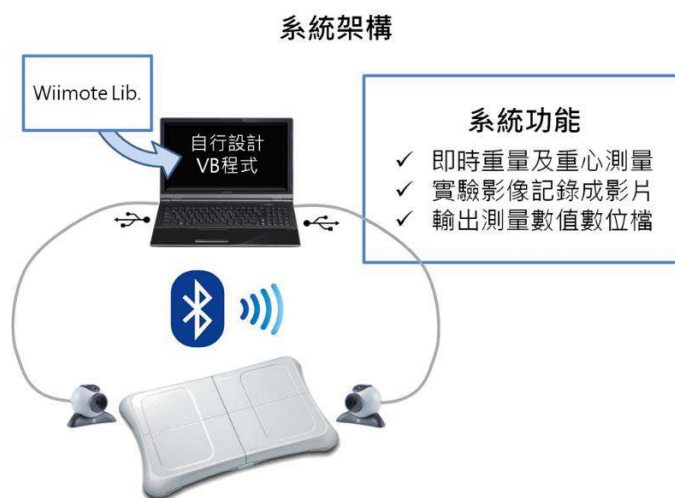 系統架構
Wiimote Lib.
自行設計
VB程式
系統功能
✓ 即時重量及重心測量
✓ 實驗影像記錄成影片
✓ 輸出測量數值數位檔